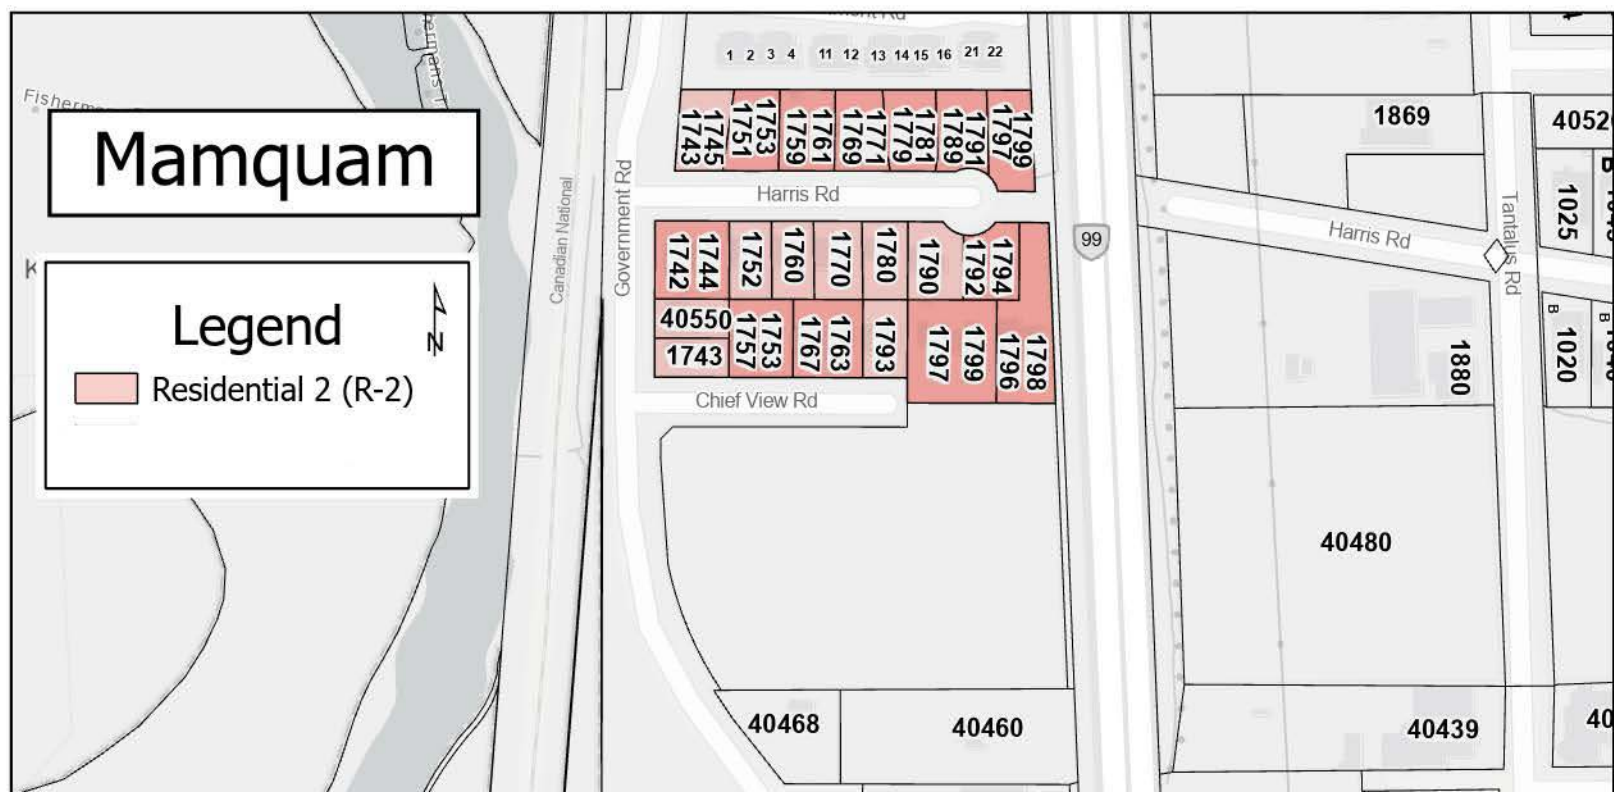 1 2 3 4 11 12 13 14 15 16 21 22
Mamquam
Legend
N
Residential 2 (R-2)
1743 1745 1751 1753 1759 1761 1769 1771 1779 1781 1789 1791 1797 1799
Harris Rd
1742 1744 1752 1760 1770 1780 1790 1792 1794
40550
1743
1757 1753 1767 1763 1793 1797 1799 1796 1798
Chief View Rd
Canadian National
Government Rd
99
1869
Harris Rd
Tantalus Rd
1025
B
1880
B
1020
B
40480
40468
40460
40439